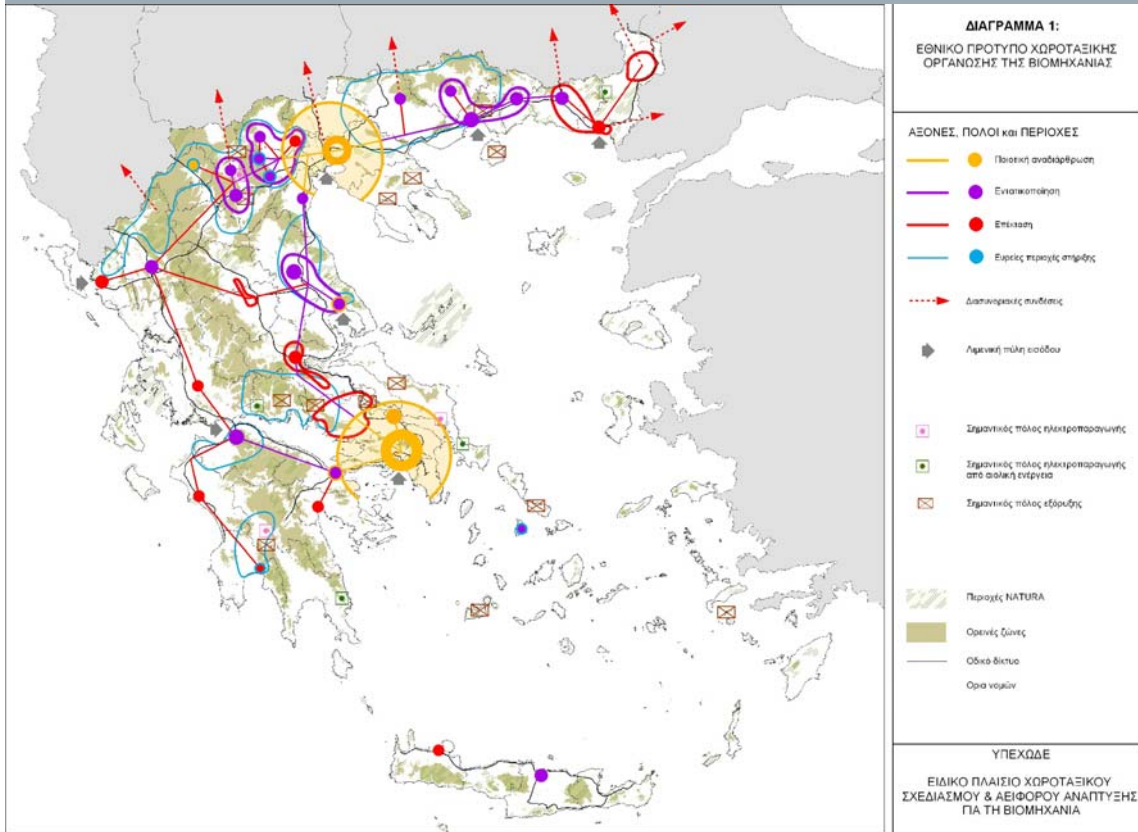 ΔΙΑΓΡΑΜΜΑ 1:
ΕΘΝΙΚΟ ΠΡΟΤΥΠΟ ΧΩΡΟΤΑΞΙΚΗΣ
ΟΡΓΑΝΩΣΗΣ ΤΗΣ ΒΙΟΜΗΧΑΝΙΑΣ
ΑΞΟΝΕΣ, ΠΟΛΟΙ και ΠΕΡΙΟΧΕΣ
Ποιοτική αναδιάρθρωση
Εντατικοποίηση
Επέκταση
Ευρείες περιοχές στήριξης
Διασυνοριακές συνδέσεις
Λιμενική πύλη εισόδου
Σημαντικός πόλος ηλεκτροπαραγωγής
Σημαντικός πόλος ηλεκτροπαραγωγής
από αιολική ενέργεια
Σημαντικός πόλος εξόρυξης
Περιοχές NATURA
Ορεινές ζώνες
Οδικό δίκτυο
Ορια νομών
ΥΠΕΧΩΔΕ
ΕΙΔΙΚΟ ΠΛΑΙΣΙΟ ΧΩΡΟΤΑΞΙΚΟΥ
ΣΧΕΔΙΑΣΜΟΥ & ΑΕΙΦΟΡΟΥ ΑΝΑΠΤΥΞΗΣ
ΓΙΑ ΤΗ ΒΙΟΜΗΧΑΝΙΑ